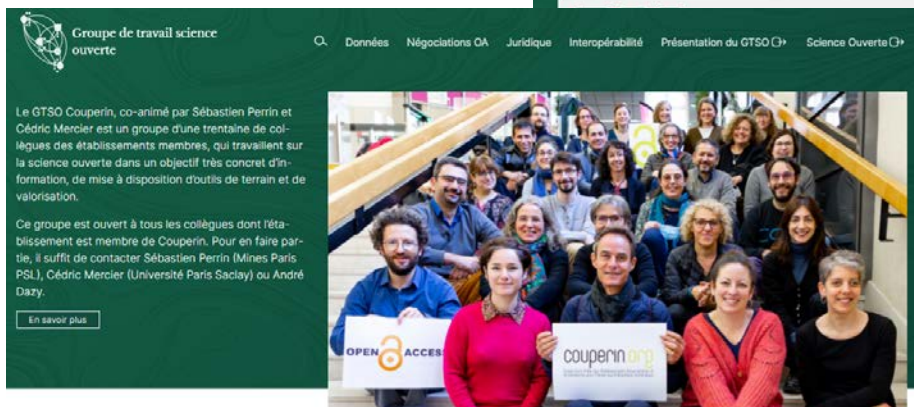 Groupe de travail science
ouverte
Données Négociations OA Juridique Interopérabilité Présentation du GTSO Science Ouverte
Le GTSO Couperin, co-animé par Sébastien Perrin et
Cédric Mercier est un groupe d'une trentaine de col-
lègues des établissements membres, qui travaillent sur
la science ouverte dans un objectif très concret d'in-
formation, de mise à disposition d'outils de terrain et de
valorisation.
Ce groupe est ouvert à tous les collègues dont l'éta-
blissement est membre de Couperin. Pour en faire par-
tie, il suffit de contacter Sébastien Perrin (Mines Paris
PSL), Cédric Mercier (Université Paris Saclay) ou André
Dazy.
En savoir plus
OPEN ACCESS
couperin.org